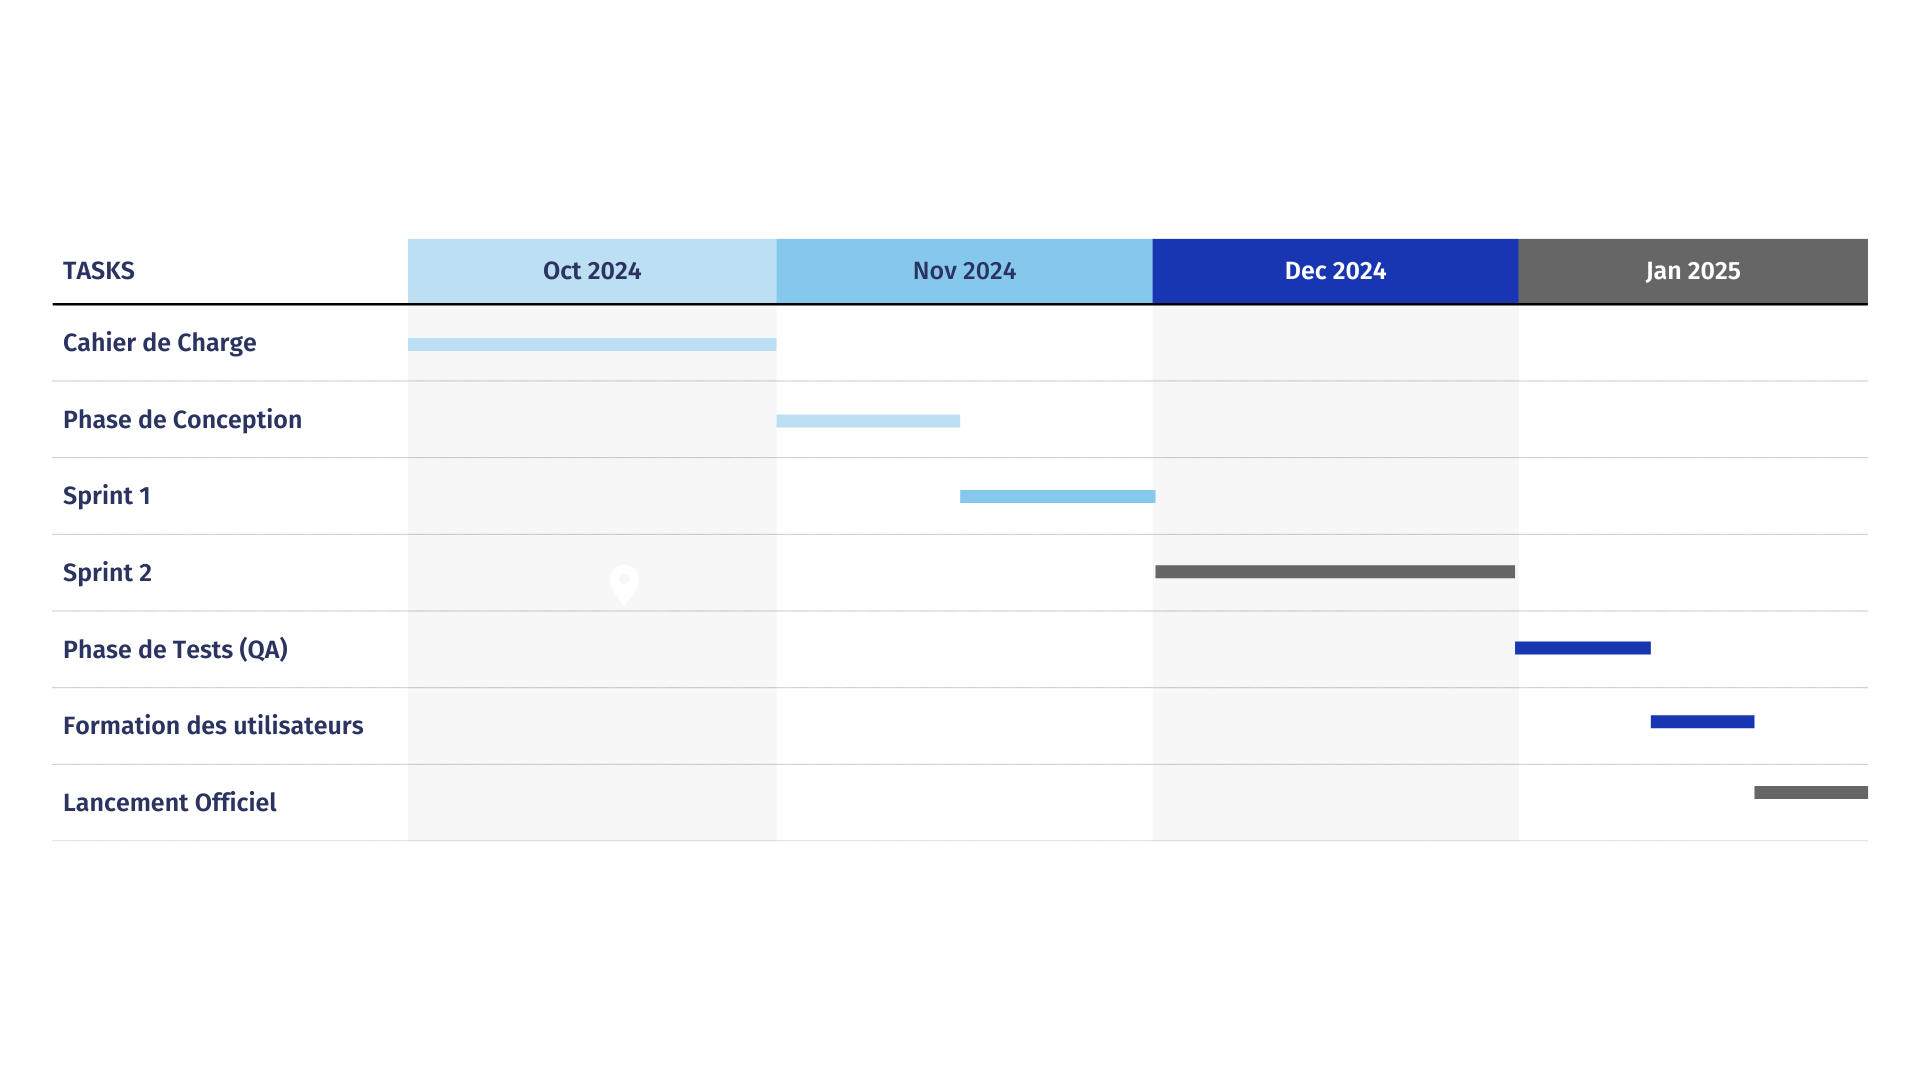 TASKS
Oct 2024
Nov 2024
Dec 2024
Jan 2025
Cahier de Charge
Phase de Conception
Sprint 1
Sprint 2
Phase de Tests (QA)
Formation des utilisateurs
Lancement Officiel